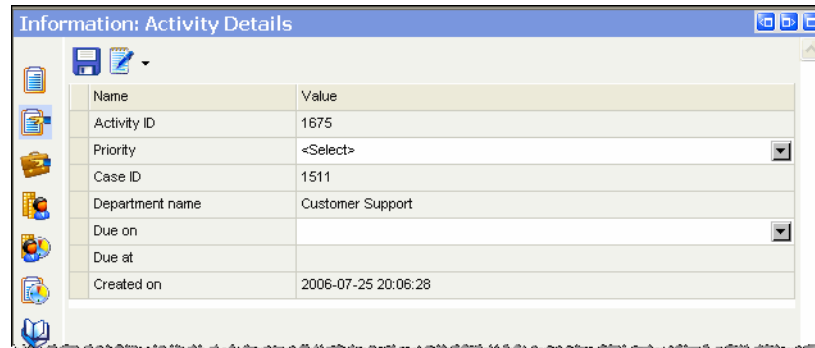 Information: Activity Details
Name Value
Activity ID 1675
Priority <Select>
Case ID 1511
Department name Customer Support
Due on
Due at
Created on 2006-07-25 20:06:28